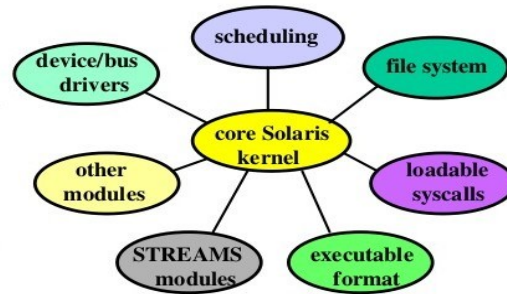 scheduling
device/bus
drivers
file system
core Solaris
kernel
other
modules
loadable
syscalls
STREAMS
modules
executable
format